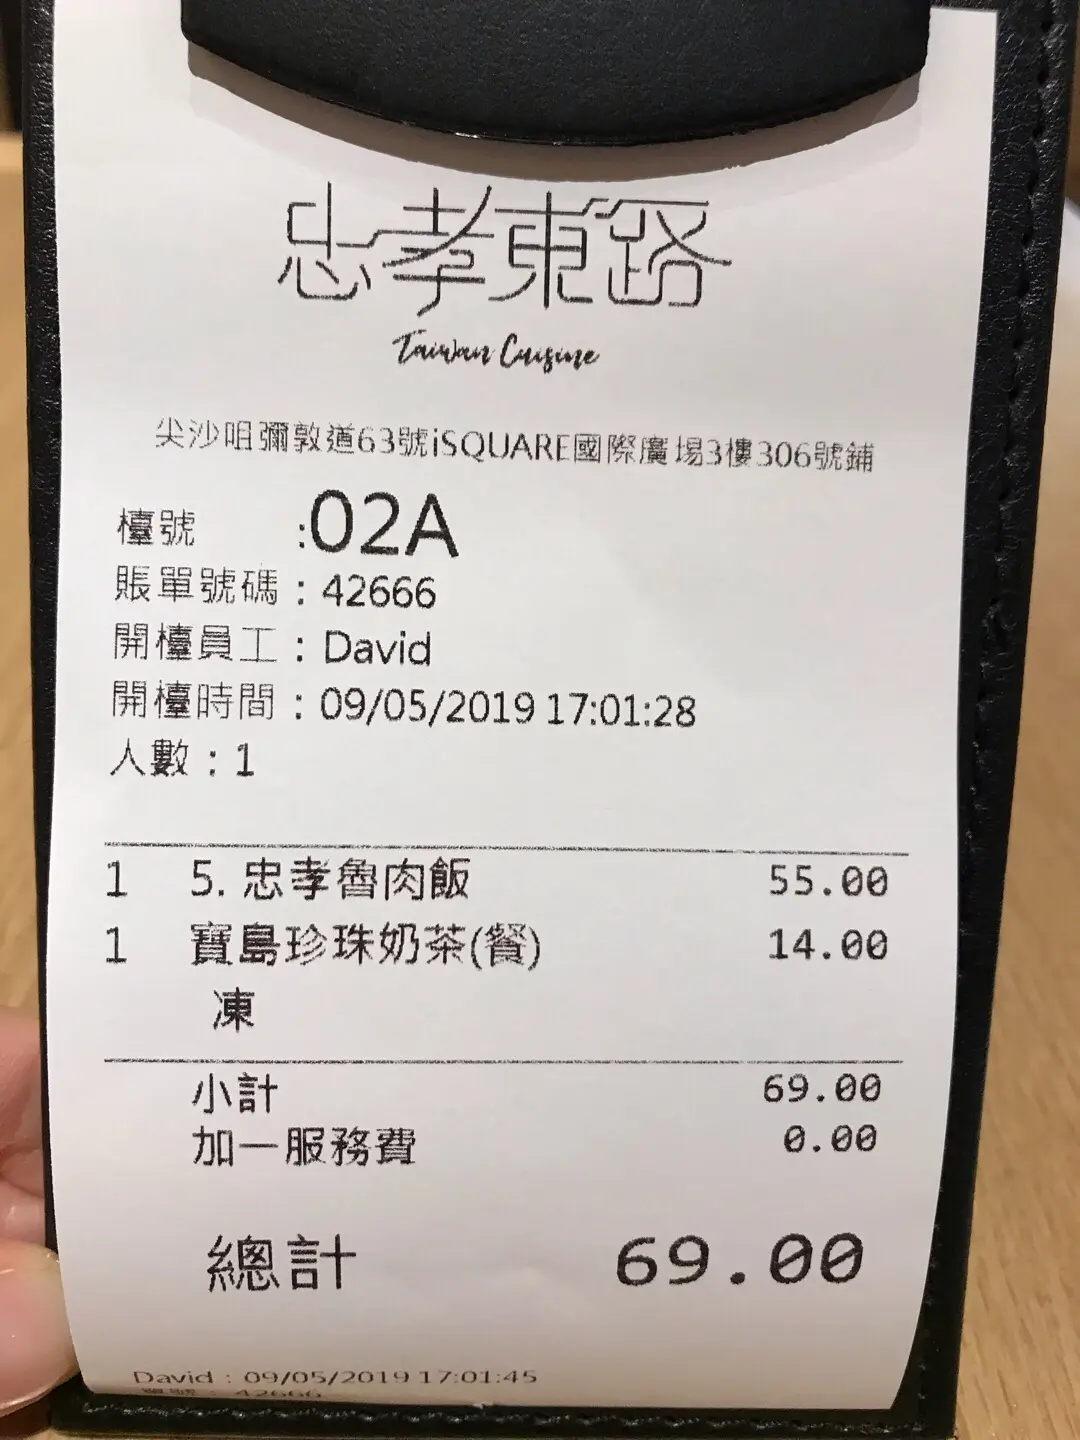 忠孝東路
Taiwan Cuisine
尖沙咀彌敦道63號iSQUARE國際廣場3樓306號鋪
檯號 :02A
賬單號碼 : 42666
開檯員工 : David
開檯時間 : 09/05/2019 17:01:28
人數 : 1
1 5. 忠孝魯肉飯 55.00
1 寶島珍珠奶茶(餐) 14.00
凍
小計 69.00
加一服務費 0.00
總計 69.00
David : 09/05/2019 17:01:45
單號 : 42666